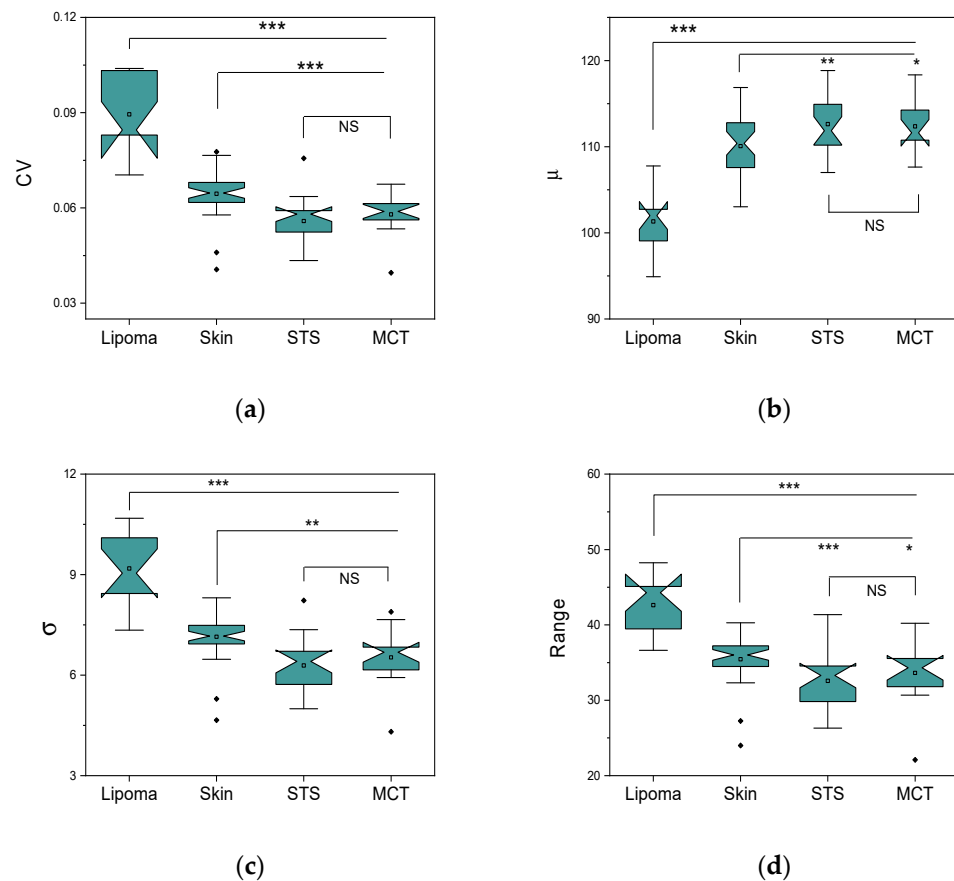 0.12
0.09
0.06
0.03
CV
***
***
NS
Lipoma Skin STS MCT
(a)
120
110
100
90
μ
***
** *
NS
Lipoma Skin STS MCT
(b)
12
9
6
3
σ
***
**
NS
Lipoma Skin STS MCT
(c)
60
50
40
30
20
Range
***
*** *
NS
Lipoma Skin STS MCT
(d)